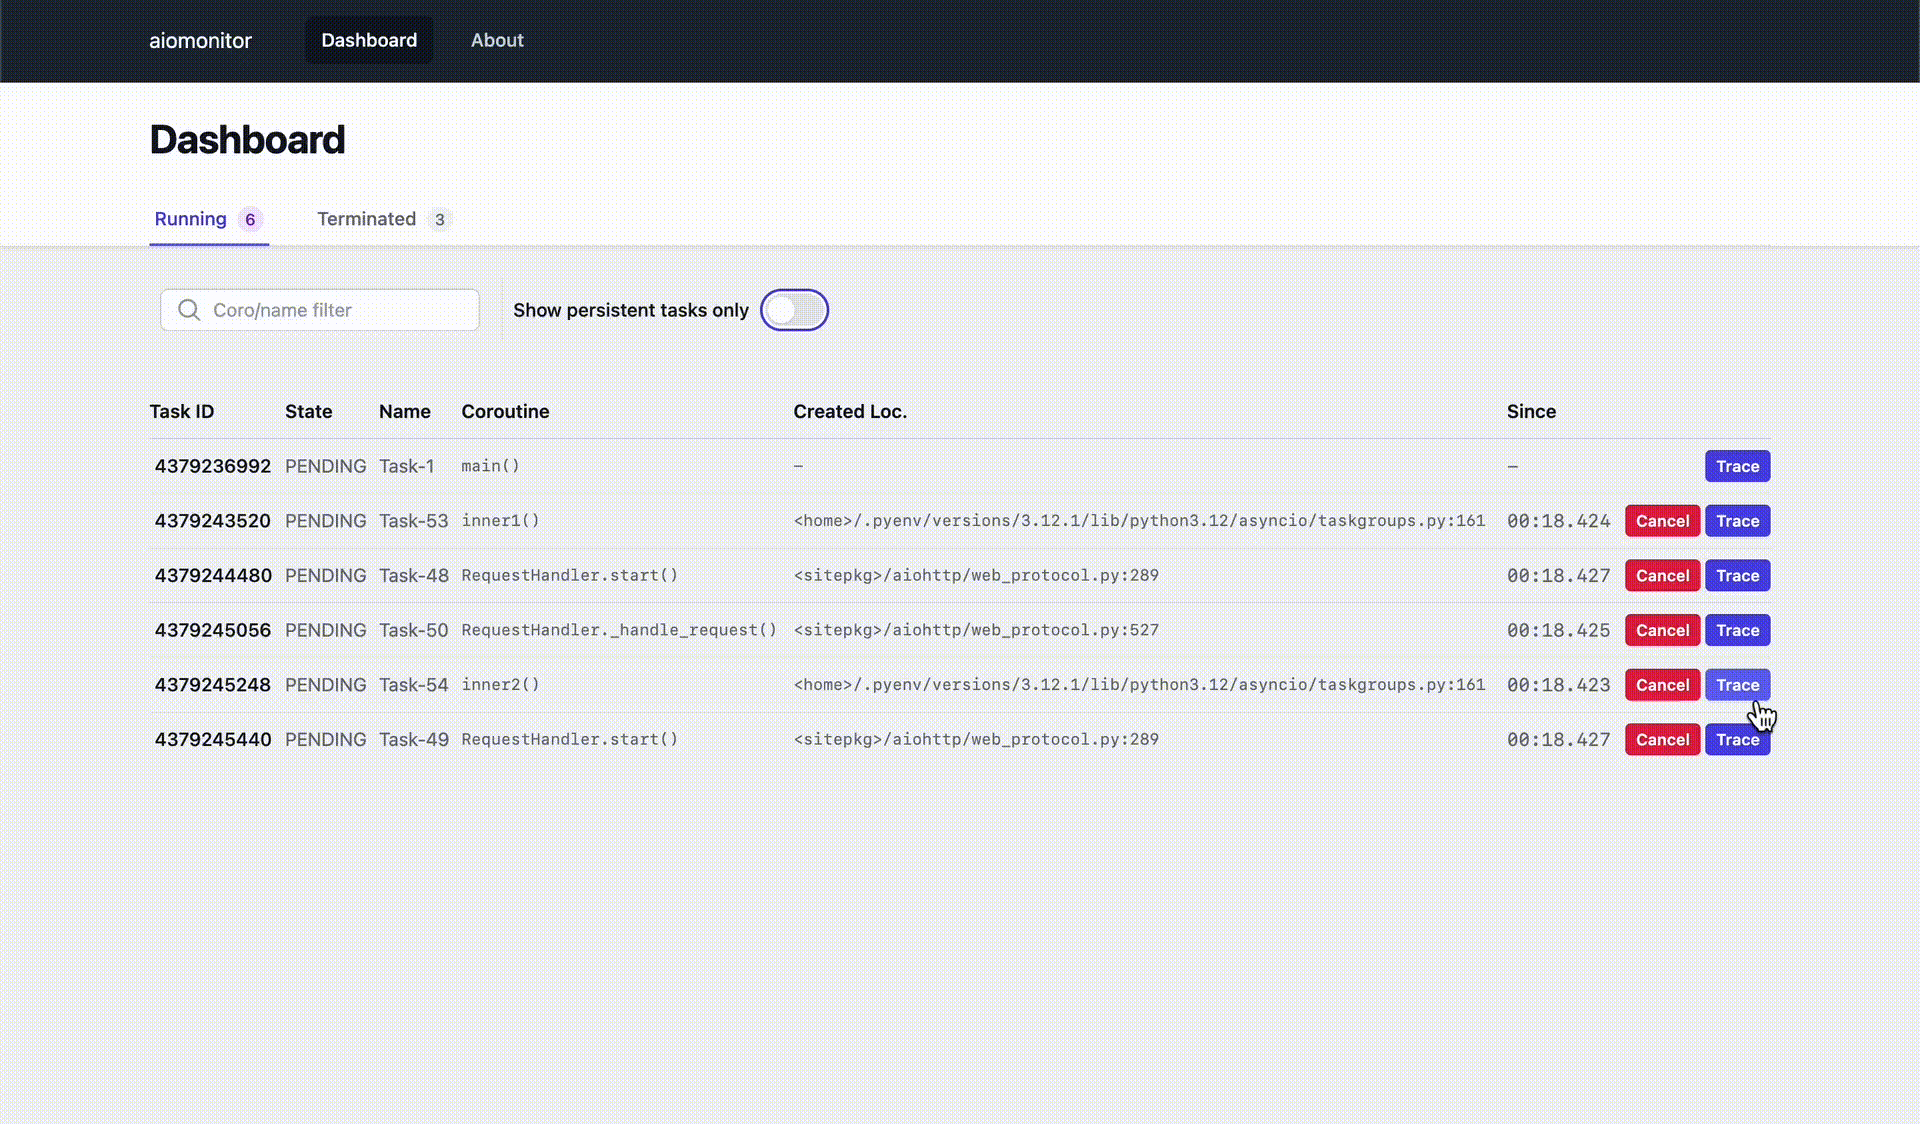 aiomonitor Dashboard About
Dashboard
Running 6 Terminated 3
Coro/name filter Show persistent tasks only
Task ID State Name Coroutine Created Loc. Since
4379236992 PENDING Task-1 main() – – Trace
4379243520 PENDING Task-53 inner1() <home>/.pyenv/versions/3.12.1/lib/python3.12/asyncio/taskgroups.py:161 00:18.424 Cancel Trace
4379244480 PENDING Task-48 RequestHandler.start() <sitepkg>/aiohttp/web_protocol.py:289 00:18.427 Cancel Trace
4379245056 PENDING Task-50 RequestHandler._handle_request() <sitepkg>/aiohttp/web_protocol.py:527 00:18.425 Cancel Trace
4379245248 PENDING Task-54 inner2() <home>/.pyenv/versions/3.12.1/lib/python3.12/asyncio/taskgroups.py:161 00:18.423 Cancel Trace
4379245440 PENDING Task-49 RequestHandler.start() <sitepkg>/aiohttp/web_protocol.py:289 00:18.427 Cancel Trace